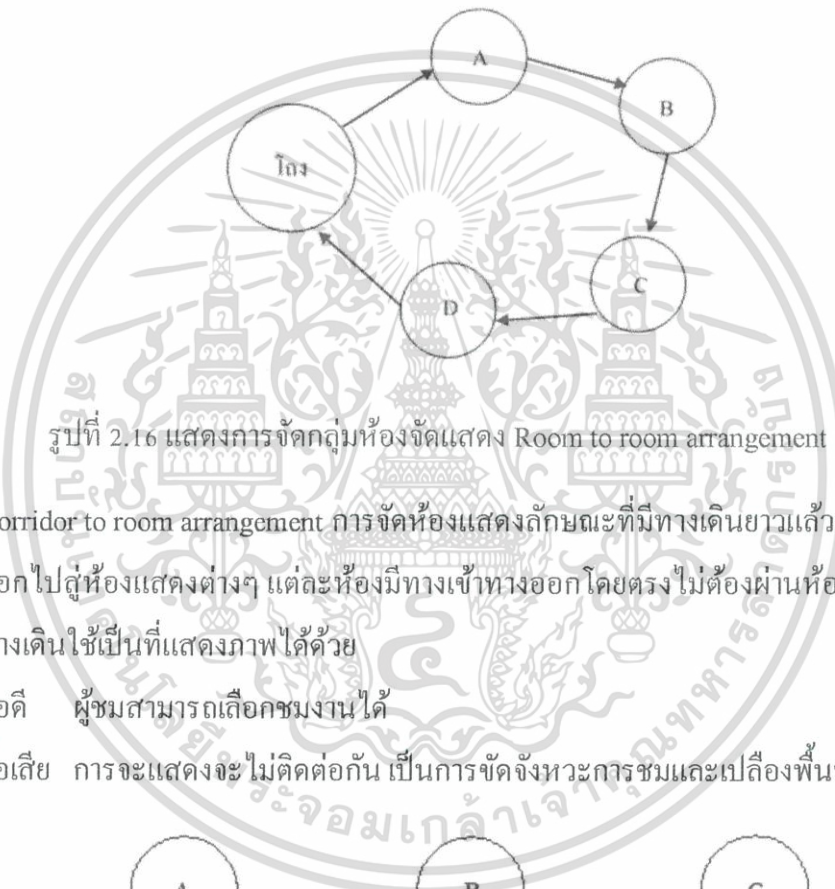 A
B
โถง
C
D
รูปที่ 2.16 แสดงการจัดกลุ่มห้องจัดแสดง Room to room arrangement
orridor to room arrangement การจัดห้องแสดงลักษณะที่มีทางเดินยาวแล้ว
อกไปสู่ห้องแสดงต่างๆ แต่ละห้องมีทางเข้าทางออกโดยตรงไม่ต้องผ่านห้อ
างเดินใช้เป็นที่แสดงภาพได้ด้วย
อดี ผู้ชมสามารถเลือกชมงานได้
อเสีย การจะแสดงจะไม่ติดต่อกัน เป็นการขัดจังหวะการชมและเปลืองพื้น
A B C